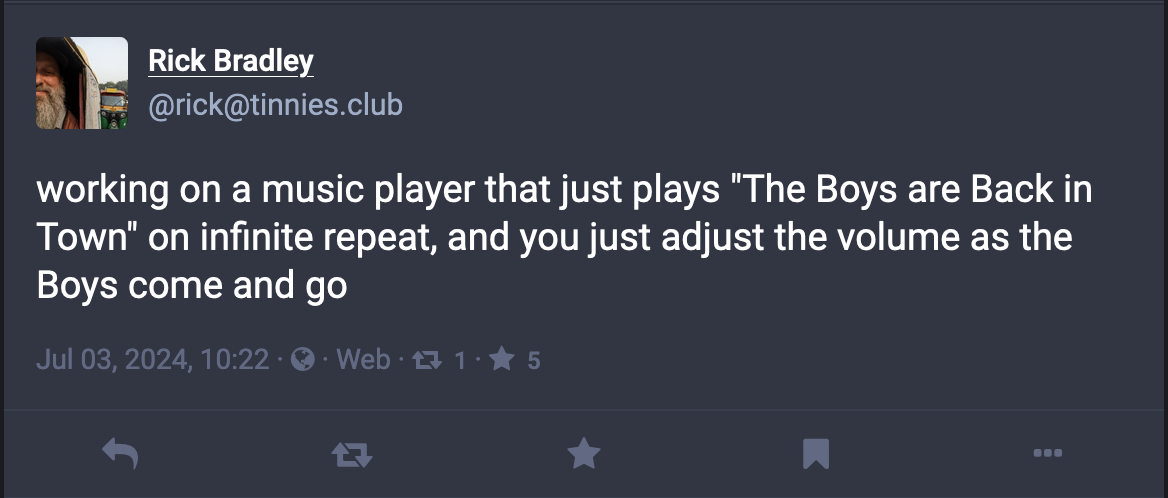 Rick Bradley
@rick@tinnies.club
working on a music player that just plays "The Boys are Back in
Town" on infinite repeat, and you just adjust the volume as the
Boys come and go
Jul 03, 2024, 10:22 · · Web · 1 · 5